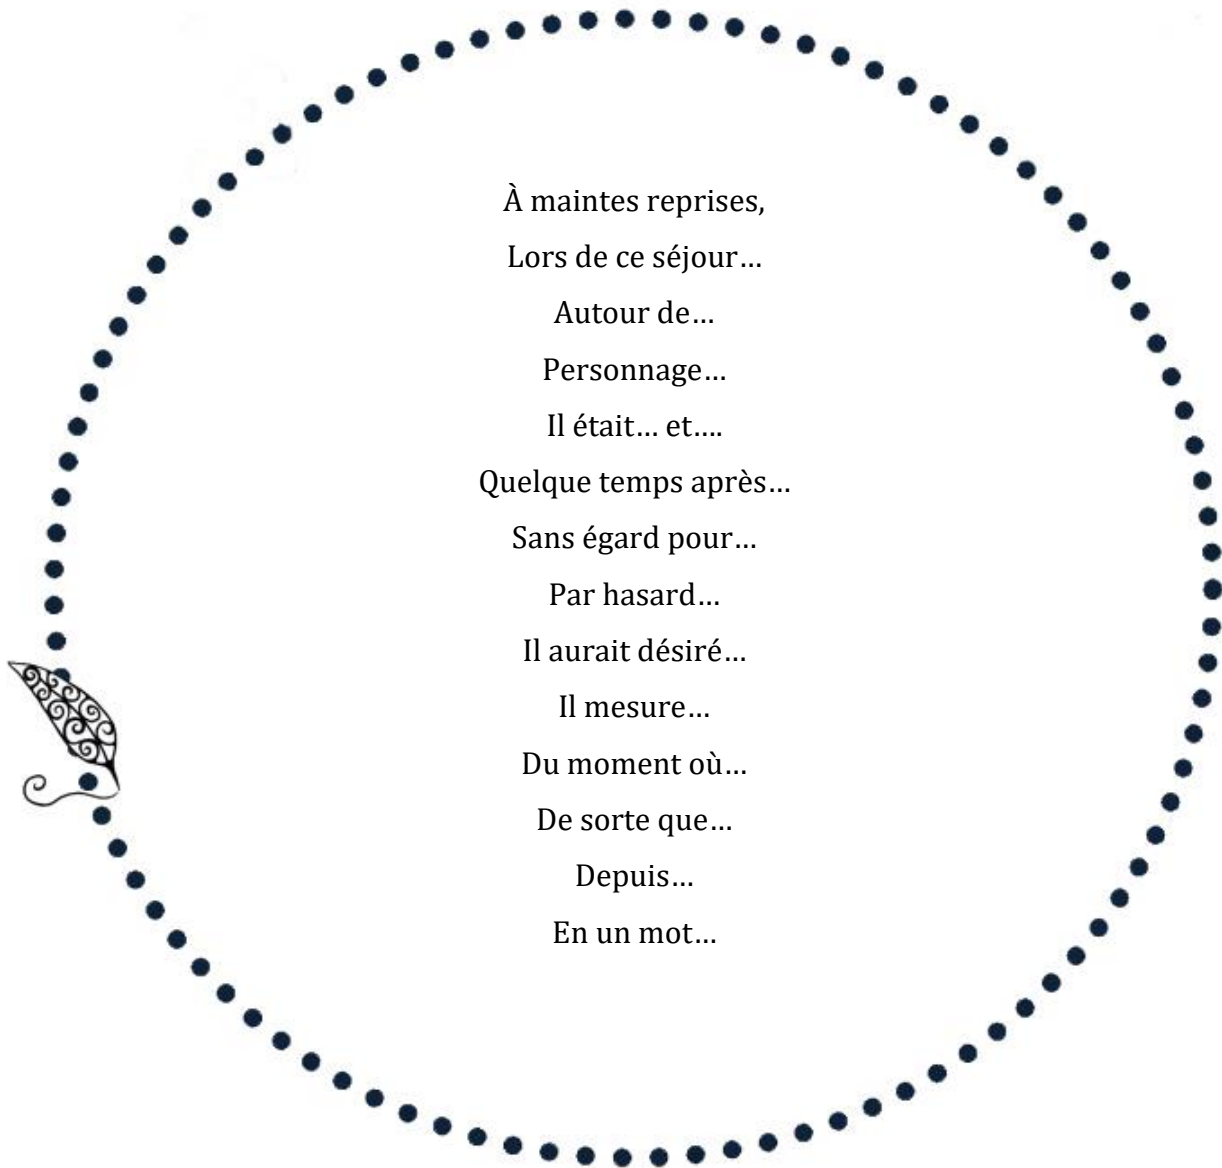 À maintes reprises,
Lors de ce séjour…
Autour de…
Personnage…
Il était… et….
Quelque temps après…
Sans égard pour…
Par hasard…
Il aurait désiré…
Il mesure…
Du moment où…
De sorte que…
Depuis…
En un mot…